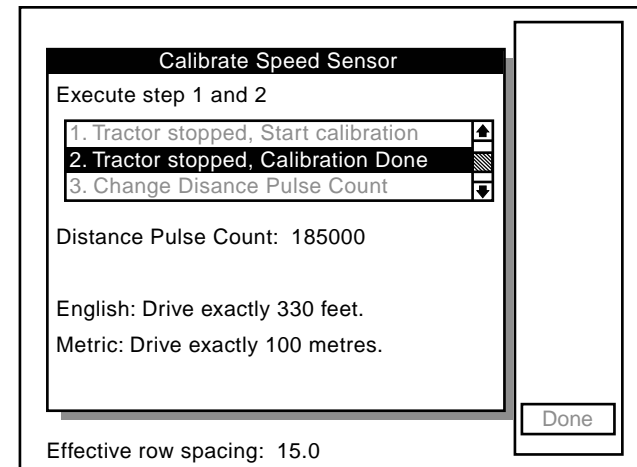 Calibrate Speed Sensor
Execute step 1 and 2
1. Tractor stopped, Start calibration
2. Tractor stopped, Calibration Done
3. Change Disance Pulse Count
Distance Pulse Count: 185000
English: Drive exactly 330 feet.
Metric: Drive exactly 100 metres.
Done
Effective row spacing: 15.0